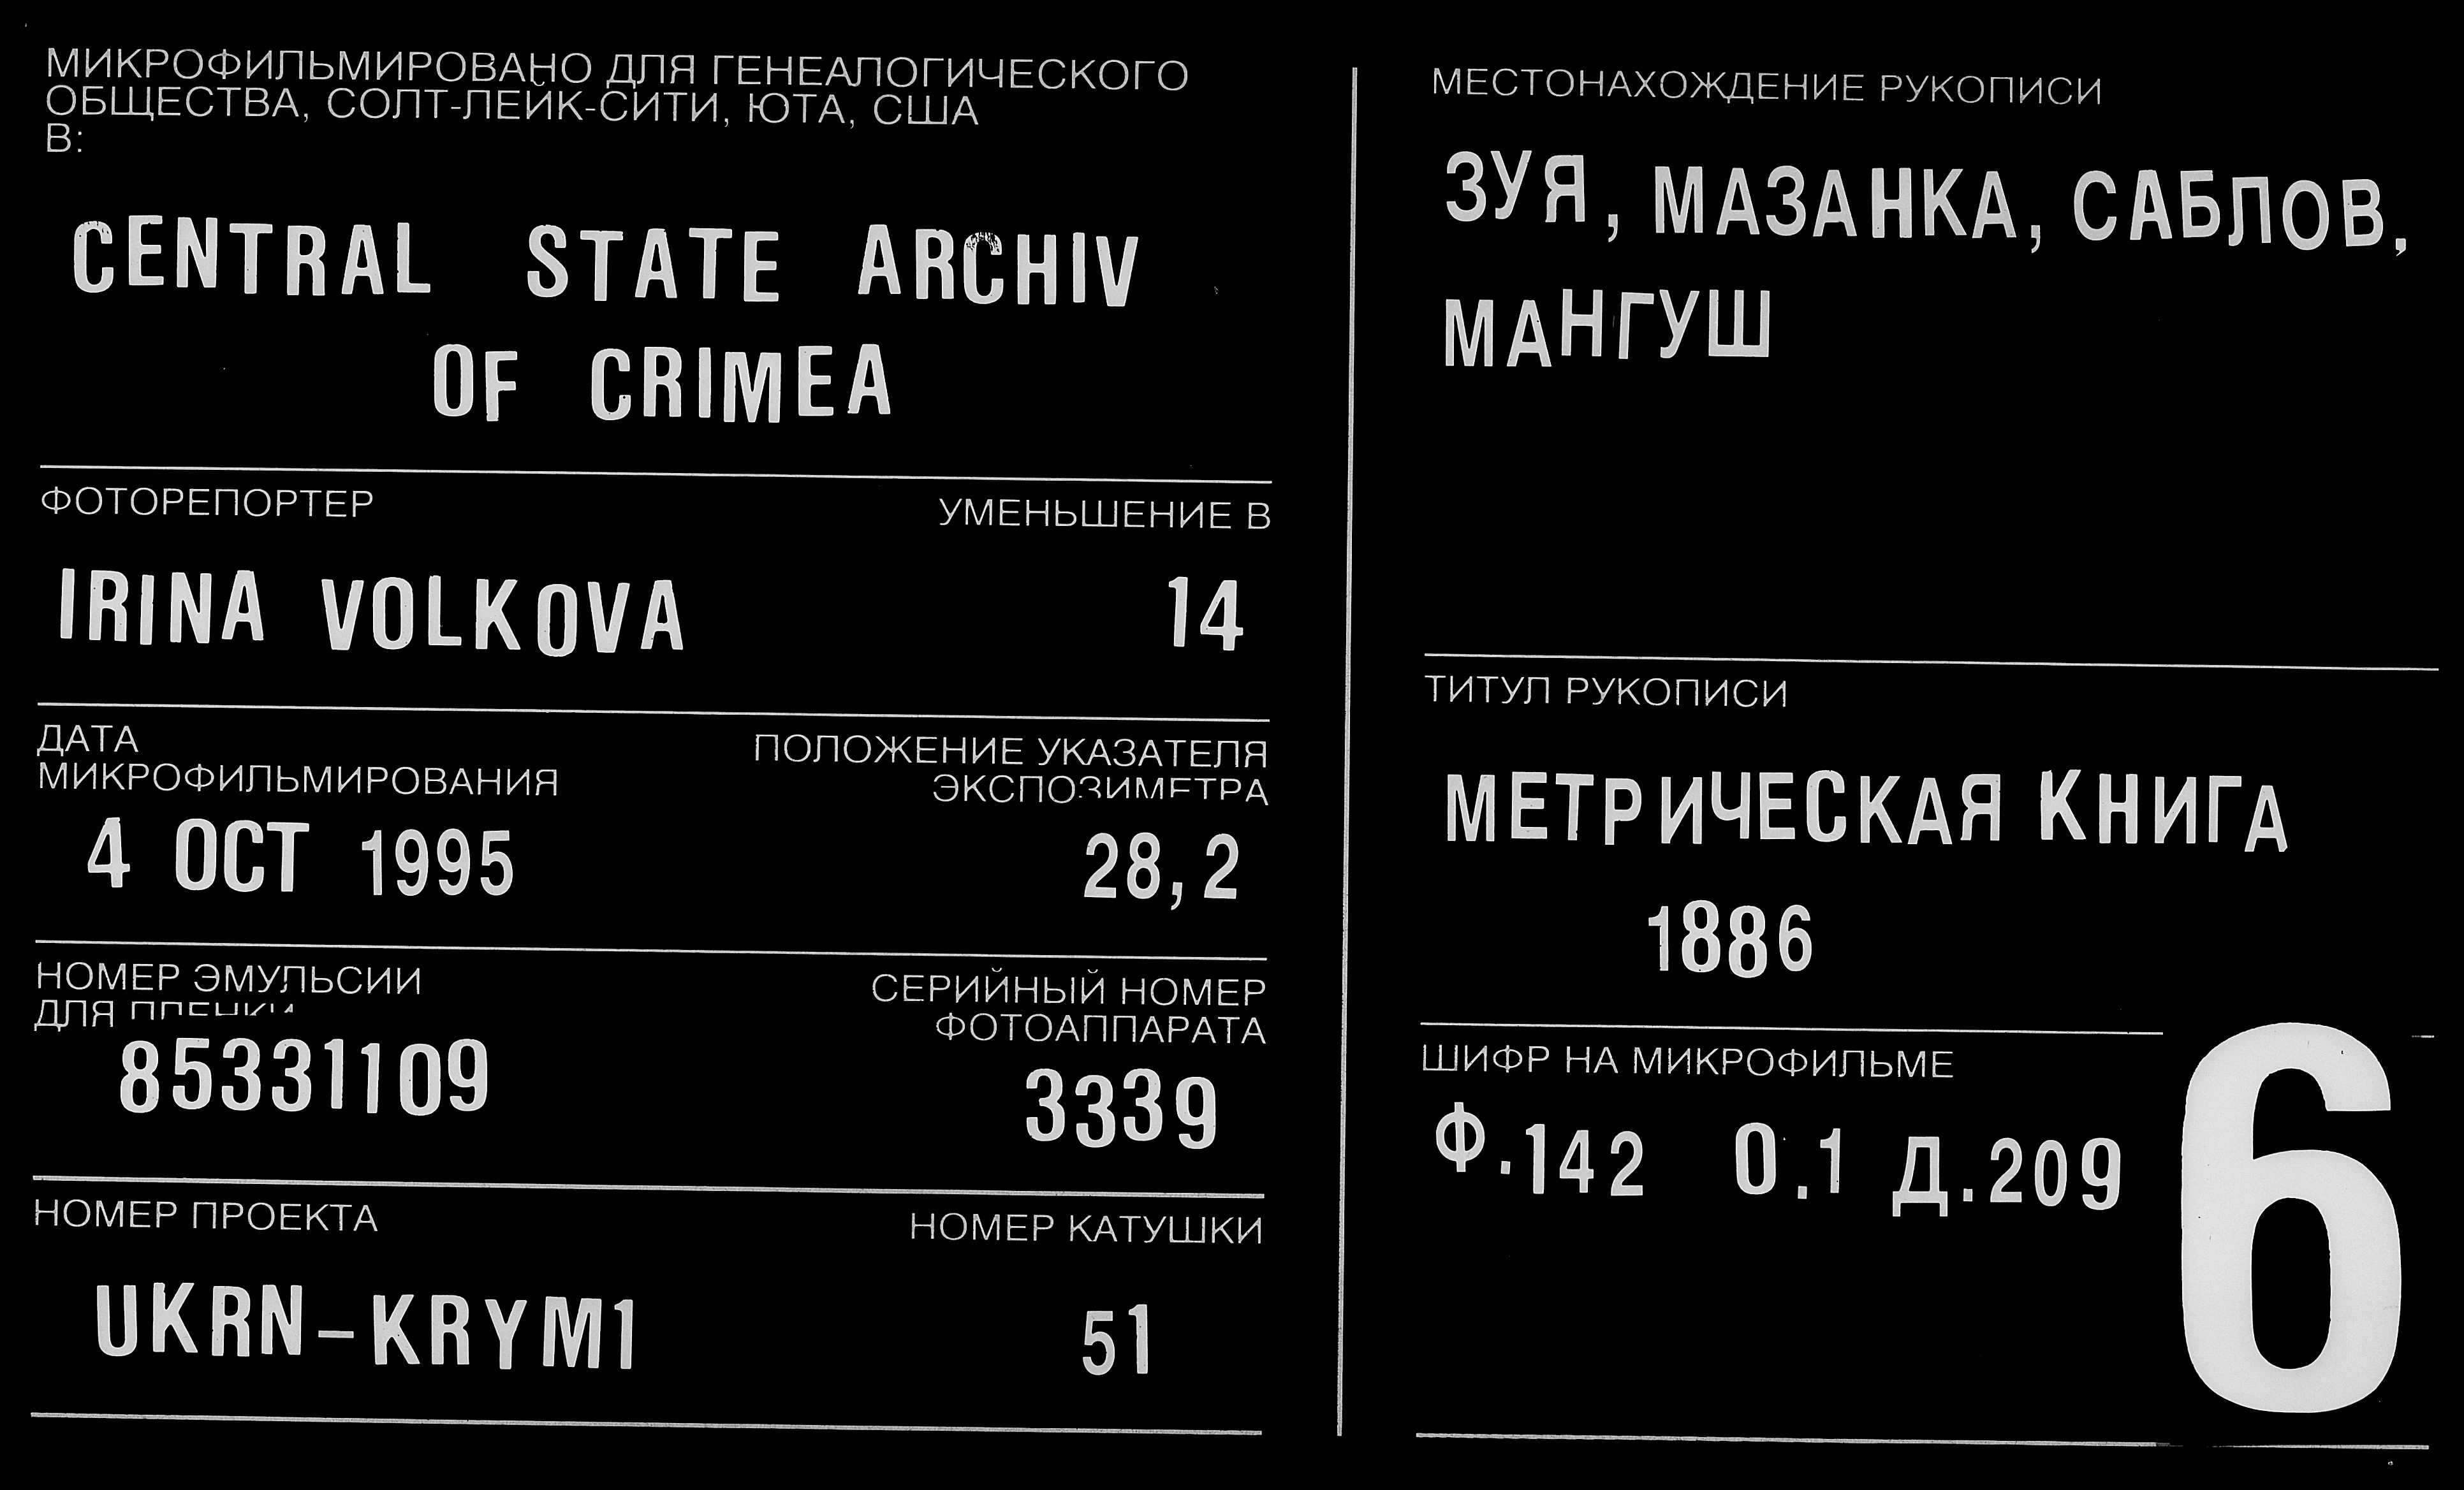 МИКРОФИЛЬМИРОВАНО ДЛЯ ГЕНЕАЛОГИЧЕСКОГО
ОБЩЕСТВА, СОЛТ-ЛЕЙК-СИТИ, ЮТА, США
В:
CENTRAL STATE ARCHIV
OF CRIMEA
ФОТОРЕПОРТЕР УМЕНЬШЕНИЕ В
IRINA VOLKOVA 14
ДАТА ПОЛОЖЕНИЕ УКАЗАТЕЛЯ
МИКРОФИЛЬМИРОВАНИЯ ЭКСПОЗИМЕТРА
4 OCT 1995 28,2
НОМЕР ЭМУЛЬСИИ СЕРИЙНЫЙ НОМЕР
ДЛЯ ПЛЕНКИ ФОТОАППАРАТА
85331109 3339
НОМЕР ПРОЕКТА НОМЕР КАТУШКИ
UKRN-KRYM1 51
МЕСТОНАХОЖДЕНИЕ РУКОПИСИ
ЗУЯ, МАЗАНКА, САБЛОВ,
МАНГУШ
ТИТУЛ РУКОПИСИ
МЕТРИЧЕСКАЯ КНИГА
1886
ШИФР НА МИКРОФИЛЬМЕ
Ф.142 О.1 Д.209
6